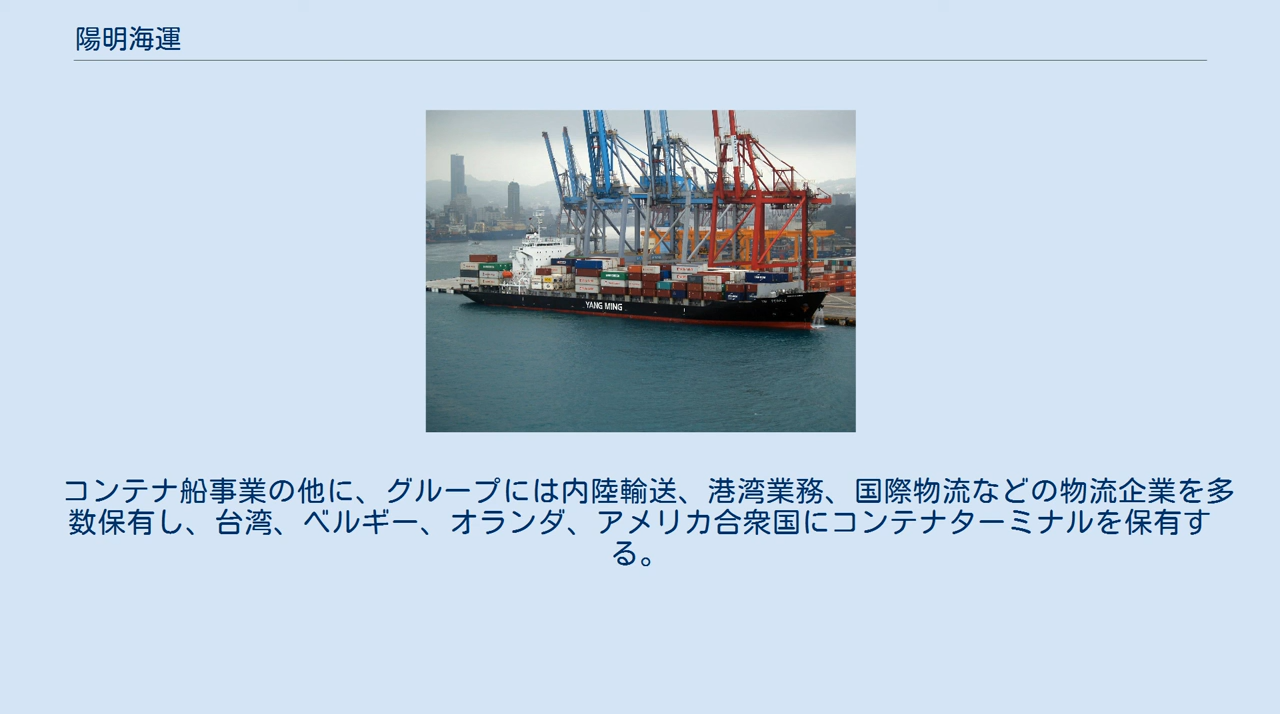 陽明海運
YANG MING
コンテナ船事業の他に、グループには内陸輸送、港湾業務、国際物流などの物流企業を多
数保有し、台湾、ベルギー、オランダ、アメリカ合衆国にコンテナターミナルを保有す
る。